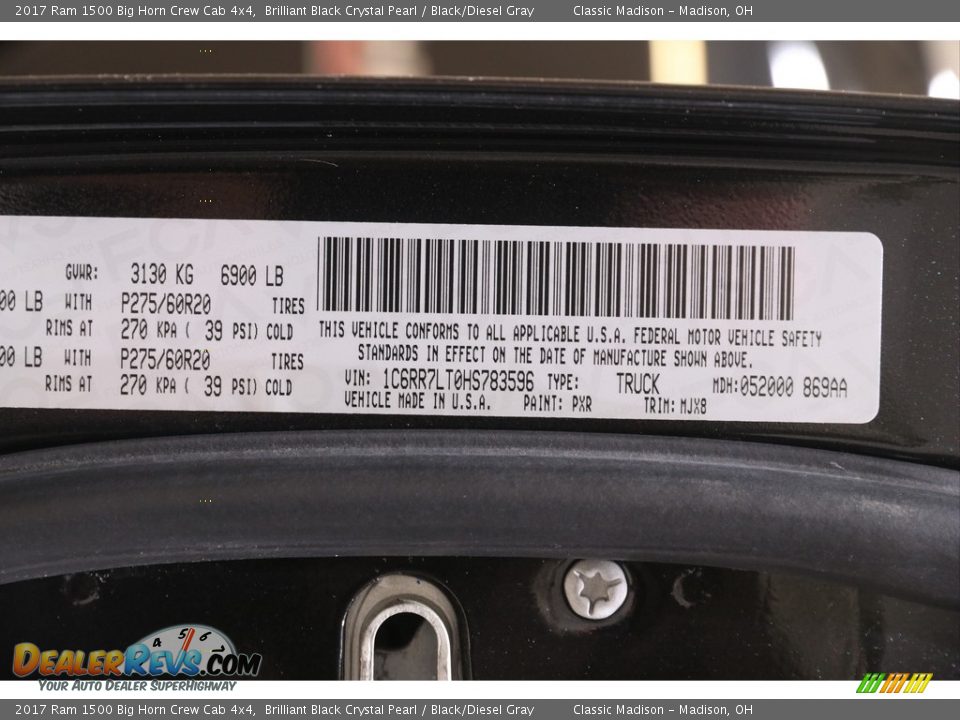 2017 Ram 1500 Big Horn Crew Cab 4x4, Brilliant Black Crystal Pearl / Black/Diesel Gray Classic Madison - Madison, OH
GVWR: 3130 KG 6900 LB
00 LB WITH P275/60R20 TIRES
RIMS AT 270 KPA ( 39 PSI) COLD
00 LB WITH P275/60R20 TIRES
RIMS AT 270 KPA ( 39 PSI) COLD
THIS VEHICLE CONFORMS TO ALL APPLICABLE U.S.A. FEDERAL MOTOR VEHICLE SAFETY
STANDARDS IN EFFECT ON THE DATE OF MANUFACTURE SHOWN ABOVE.
VIN: 1C6RR7LT0HS783596 TYPE: TRUCK MDH:052000 869AA
VEHICLE MADE IN U.S.A. PAINT: PXR TRIM: MJX8
4 5 6
DEALERREVS.COM
YOUR AUTO DEALER SUPERHIGHWAY
2017 Ram 1500 Big Horn Crew Cab 4x4, Brilliant Black Crystal Pearl / Black/Diesel Gray Classic Madison - Madison, OH